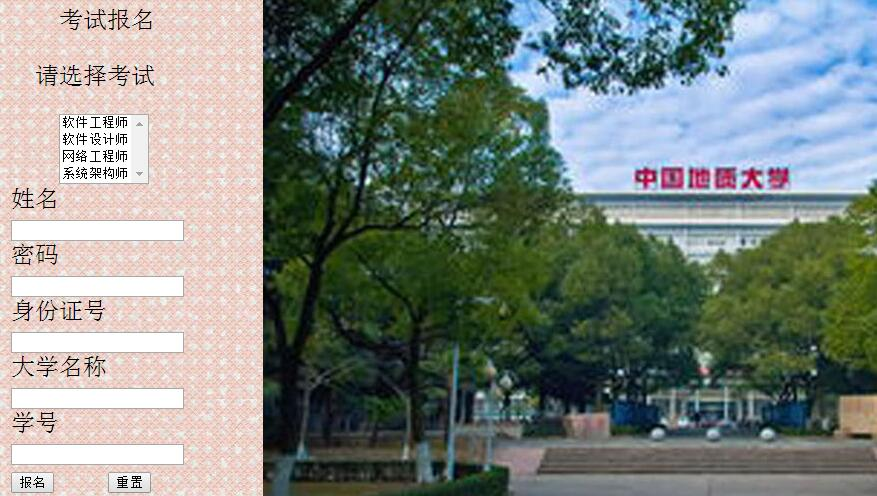 考试报名
请选择考试
软件工程师
软件设计师
网络工程师
系统架构师
姓名
密码
身份证号
大学名称
学号
报名 重置
中国地质大学